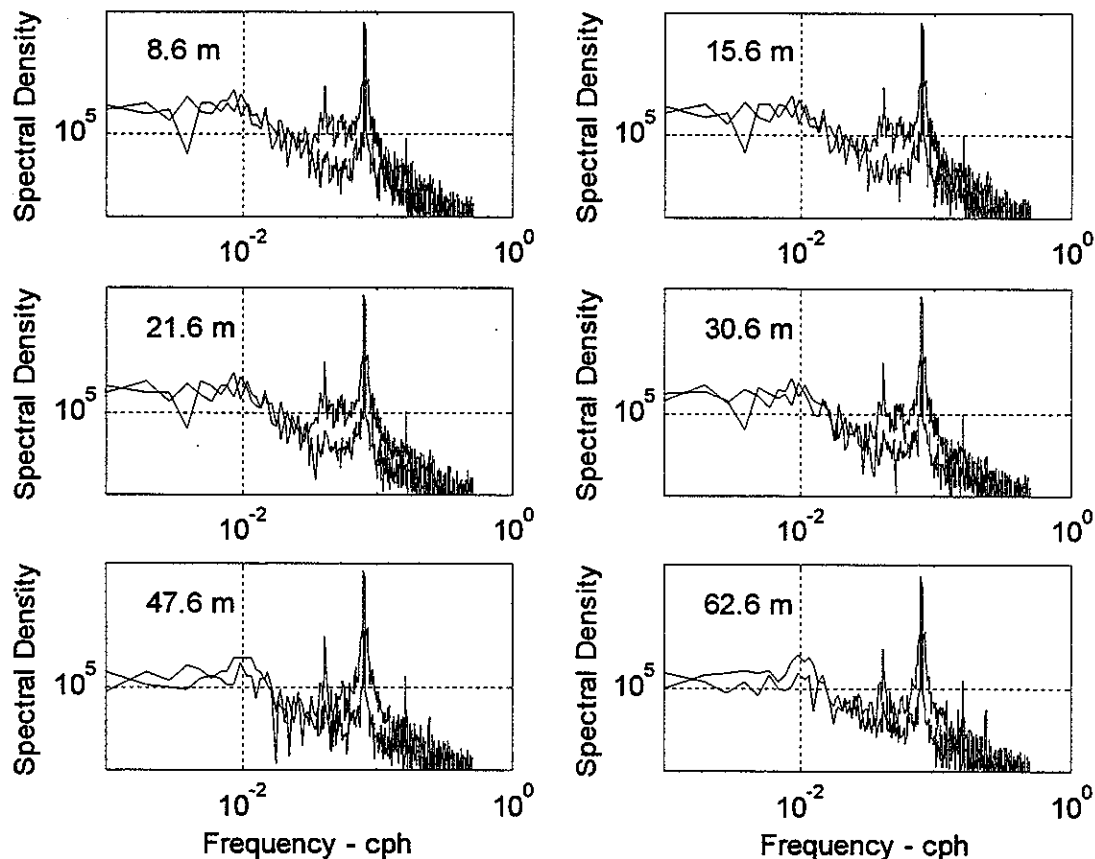 Spectral Density
8.6 m
10^5
10^-2
10^0
Spectral Density
15.6 m
10^5
10^-2
10^0
Spectral Density
21.6 m
10^5
10^-2
10^0
Spectral Density
30.6 m
10^5
10^-2
10^0
Spectral Density
47.6 m
10^5
10^-2
10^0
Frequency - cph
Spectral Density
62.6 m
10^5
10^-2
10^0
Frequency - cph